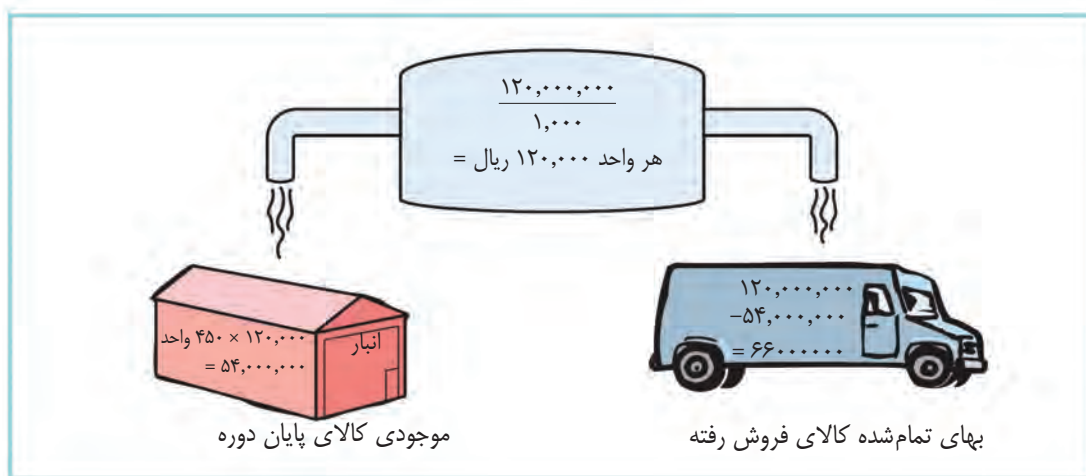 ۱۲۰,۰۰۰,۰۰۰
۱,۰۰۰
هر واحد ۱۲۰,۰۰۰ ریال =
۱۲۰,۰۰۰,۰۰۰
−۵۴,۰۰۰,۰۰۰
= ۶۶۰۰۰۰۰۰
بهای تمام‌شده کالای فروش رفته
انبار
۴۵۰ × ۱۲۰,۰۰۰ واحد
= ۵۴,۰۰۰,۰۰۰
موجودی کالای پایان دوره